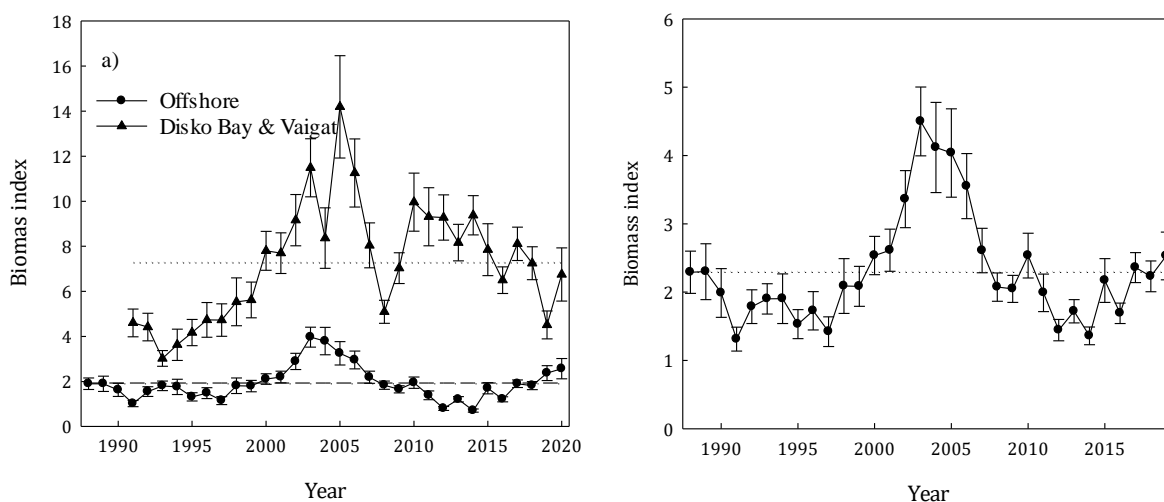 18
16
14
12
10
8
6
4
2
0
Biomas index
a)
Offshore
Disko Bay & Vaigat
1990 1995 2000 2005 2010 2015 2020
Year
6
5
4
3
2
1
0
Biomass index
1990 1995 2000 2005 2010 2015
Year